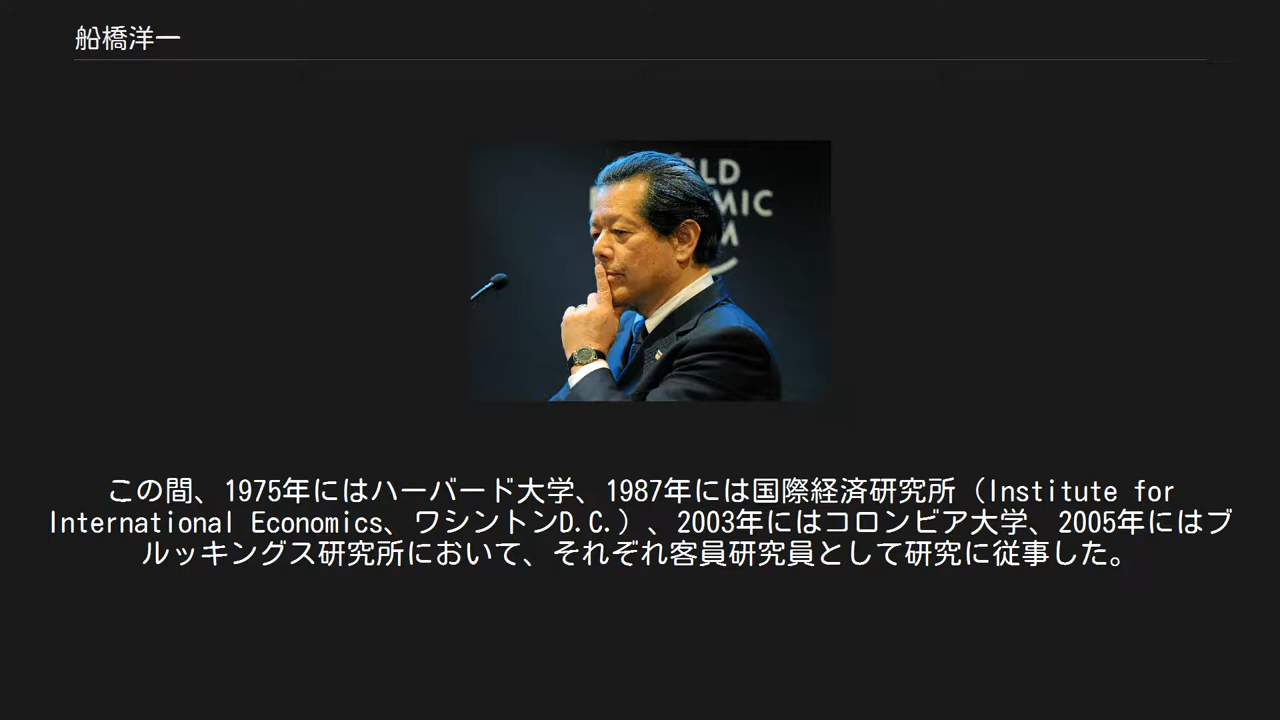 船橋洋一
RLD
MIC
M
この間、1975年にはハーバード大学、1987年には国際経済研究所（Institute for
International Economics、ワシントンD.C.）、2003年にはコロンビア大学、2005年にはブ
ルッキングス研究所において、それぞれ客員研究員として研究に従事した。